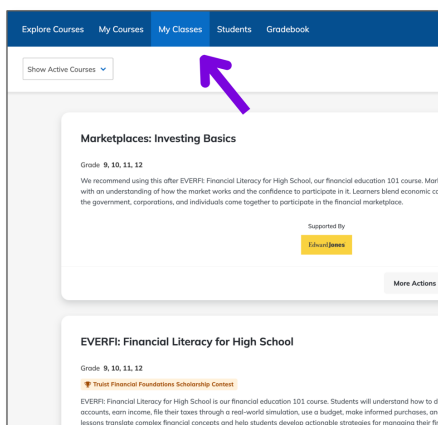 Explore Courses My Courses My Classes Students Gradebook
Show Active Courses
Marketplaces: Investing Basics
Grade 9, 10, 11, 12
We recommend using this after EVERFI: Financial Literacy for High School, our financial education 101 course.
with an understanding of how the market works and the confidence to participate in it. Learners blend economic
the government, corporations, and individuals come together to participate in the financial marketplace.
Supported By
Edward Jones
More Actions
EVERFI: Financial Literacy for High School
Grade 9, 10, 11, 12
Truist Financial Foundations Scholarship Contest
EVERFI: Financial Literacy for High School is our financial education 101 course. Students will understand how to
accounts, earn income, file their taxes through a real-world simulation, use a budget, make informed purchases,
lessons translate complex financial concepts and help students develop actionable strategies for managing their